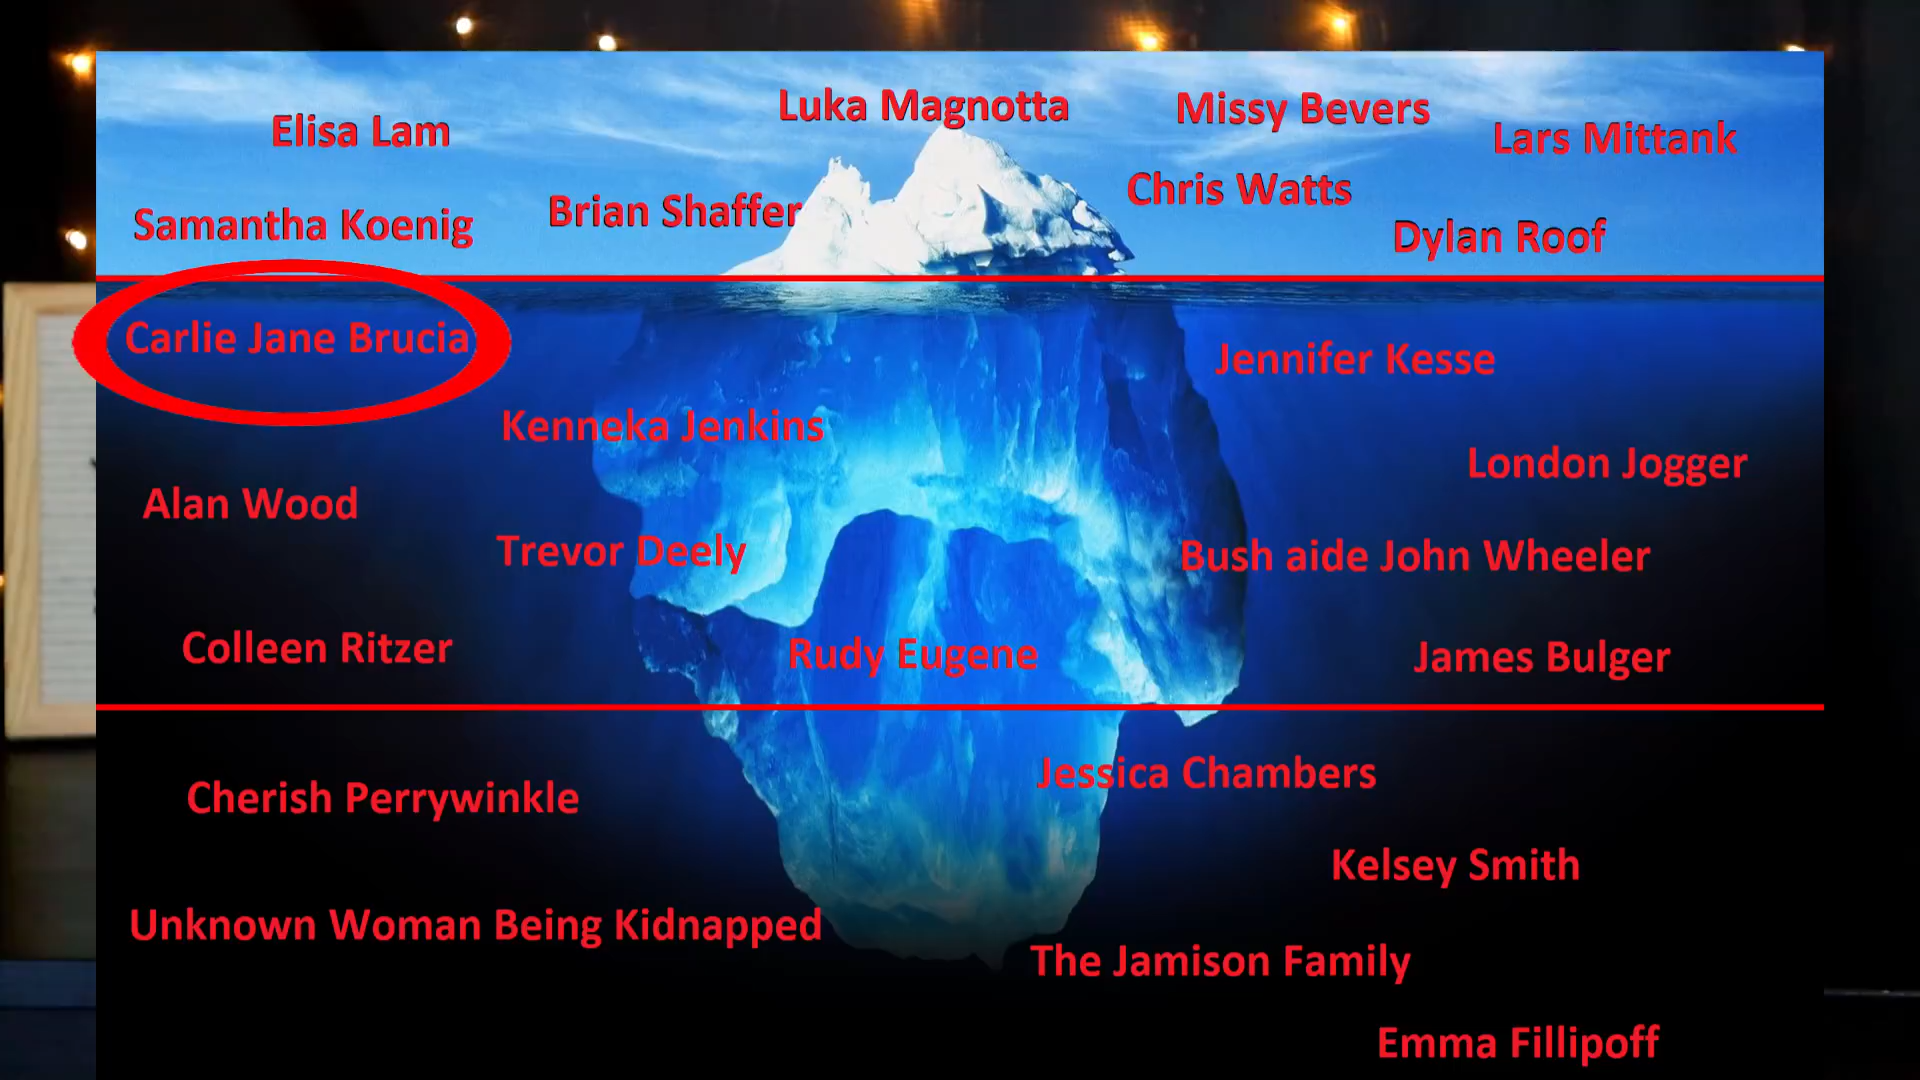 Elisa Lam
Luka Magnotta
Missy Bevers
Lars Mittank
Samantha Koenig
Brian Shaffer
Chris Watts
Dylan Roof
Carlie Jane Brucia
Jennifer Kesse
Kenneka Jenkins
London Jogger
Alan Wood
Trevor Deely
Bush aide John Wheeler
Colleen Ritzer
Rudy Eugene
James Bulger
Cherish Perrywinkle
Jessica Chambers
Kelsey Smith
Unknown Woman Being Kidnapped
The Jamison Family
Emma Fillipoff